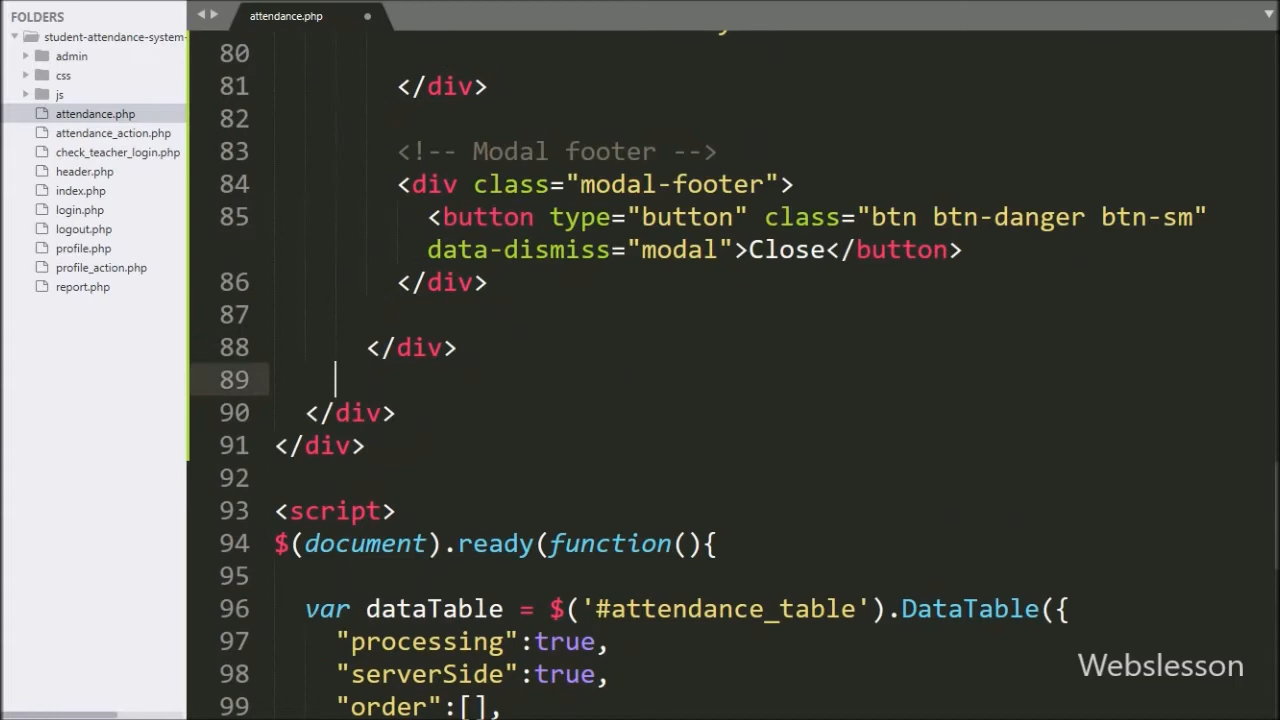 FOLDERS
student-attendance-system-
admin
css
js
attendance.php
attendance_action.php
check_teacher_login.php
header.php
index.php
login.php
logout.php
profile.php
profile_action.php
report.php
attendance.php
80
81 </div>
82
83 <!-- Modal footer -->
84 <div class="modal-footer">
85 <button type="button" class="btn btn-danger btn-sm"
data-dismiss="modal">Close</button>
86 </div>
87
88 </div>
89
90 </div>
91 </div>
92
93 <script>
94 $(document).ready(function(){
95
96 var dataTable = $('#attendance_table').DataTable({
97 "processing":true,
98 "serverSide":true,
99 "order":[],
Webslesson